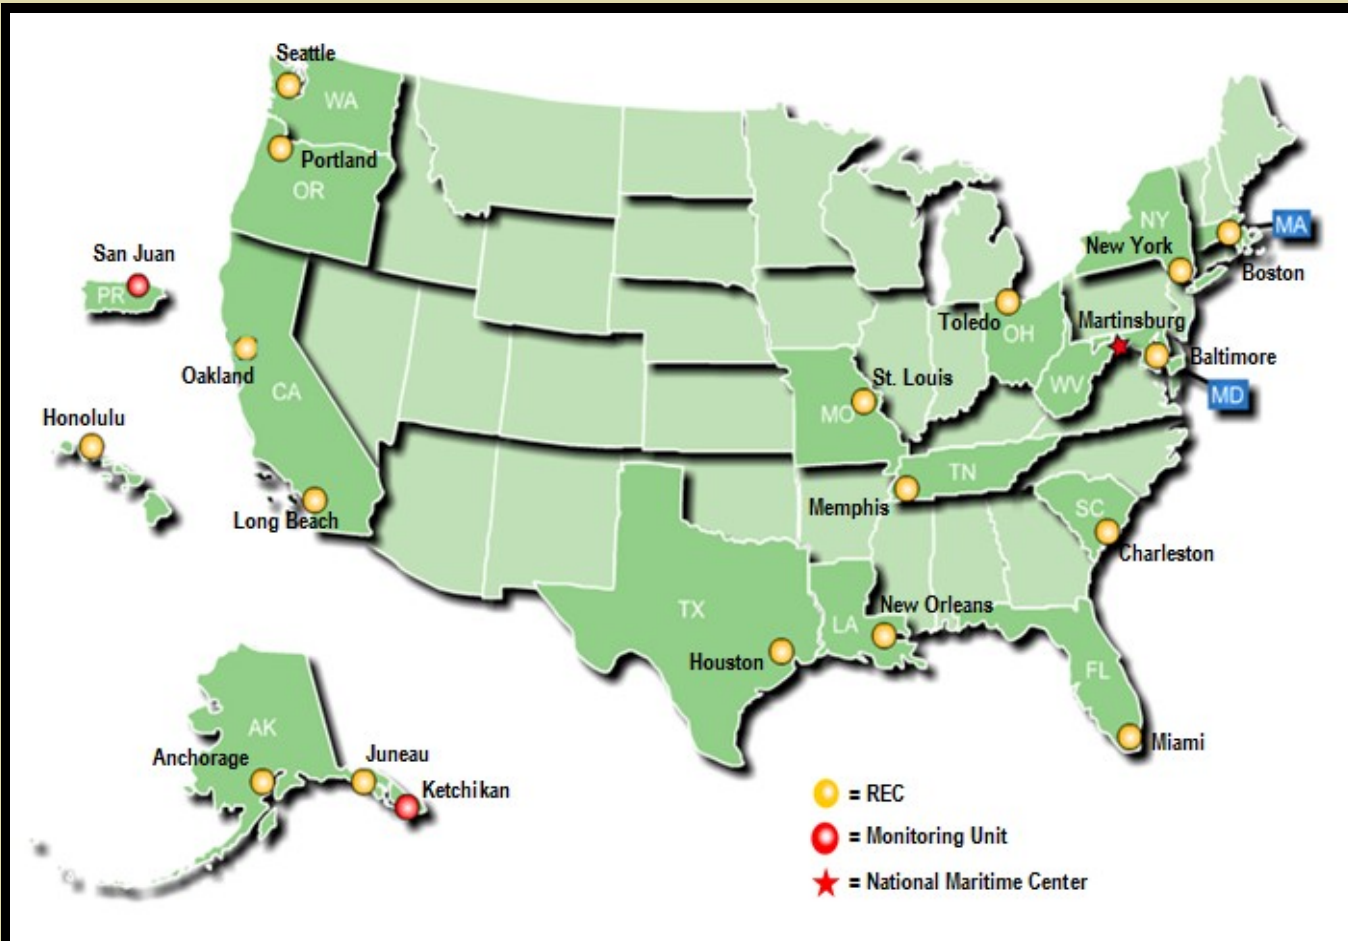 Seattle
WA
Portland
OR
San Juan
PR
Oakland
CA
Honolulu
Long Beach
NY
MA
New York
Boston
Toledo
OH
Martinsburg
Baltimore
WV
MD
St. Louis
MO
TN
Memphis
SC
Charleston
TX
New Orleans
LA
Houston
FL
Miami
AK
Anchorage
Juneau
Ketchikan
= REC
= Monitoring Unit
= National Maritime Center